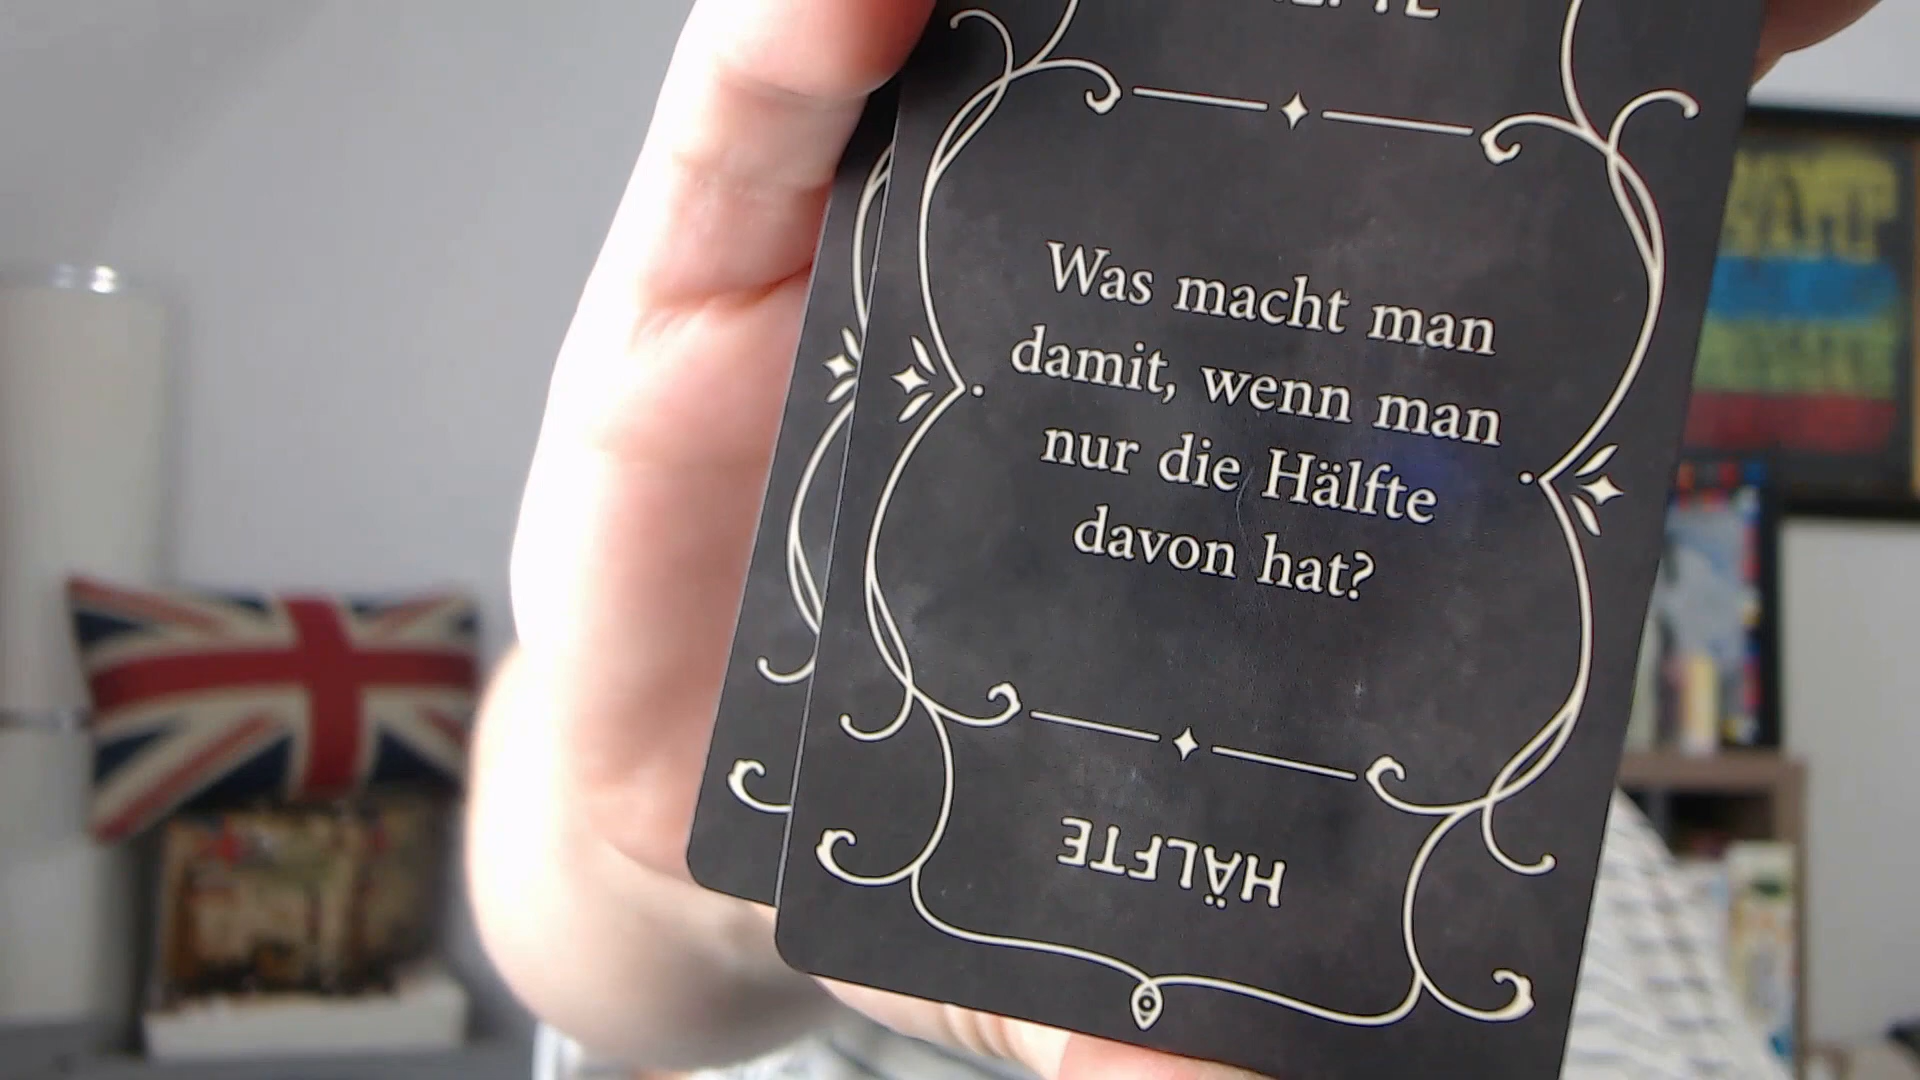 Was macht man
damit, wenn man
nur die Hälfte
davon hat?
HÄLFTE